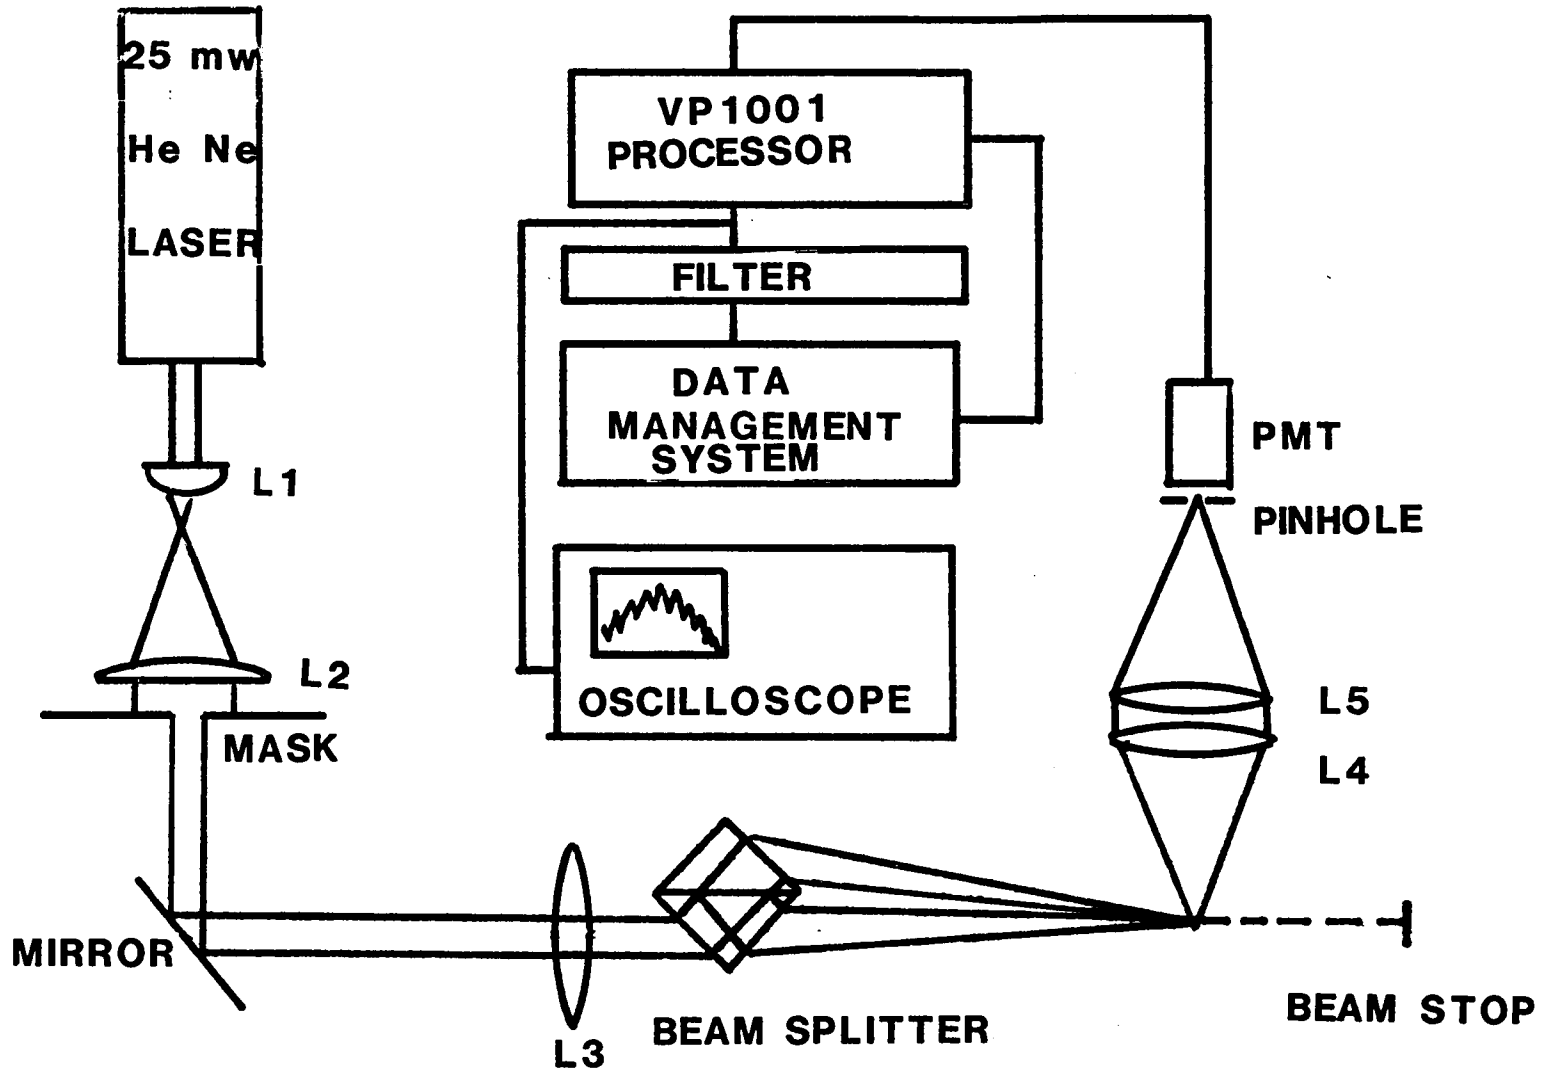 25 mw
He Ne
LASER
L1
L2
MASK
MIRROR
L3
BEAM SPLITTER
VP1001
PROCESSOR
FILTER
DATA
MANAGEMENT
SYSTEM
OSCILLOSCOPE
PMT
PINHOLE
L5
L4
BEAM STOP